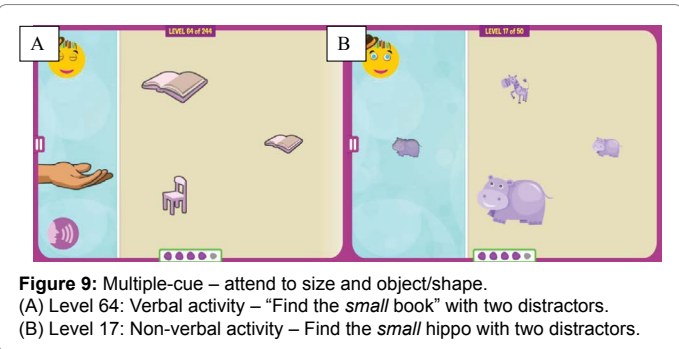 A
LEVEL 64 of 244
B
LEVEL 17 of 50
Figure 9: Multiple-cue – attend to size and object/shape.
(A) Level 64: Verbal activity – “Find the small book” with two distractors.
(B) Level 17: Non-verbal activity – Find the small hippo with two distractors.